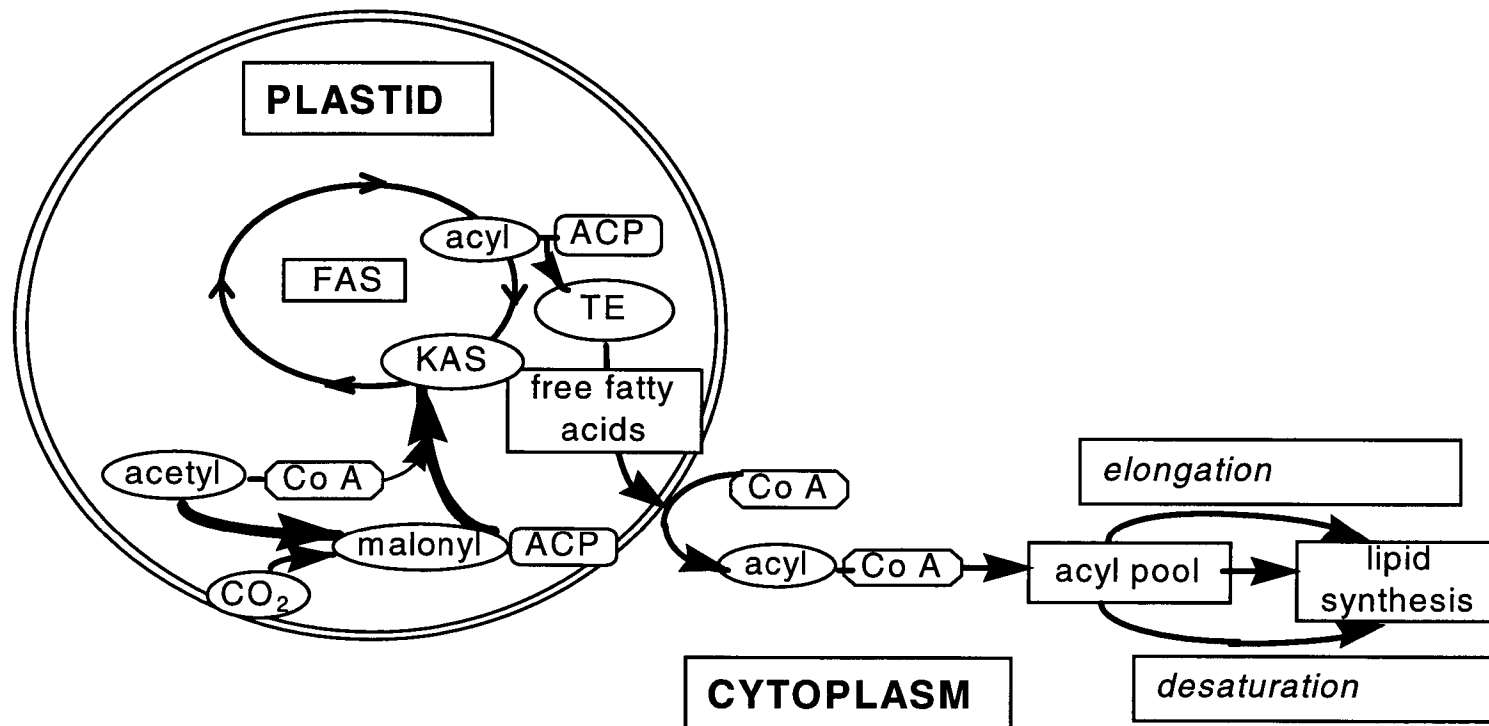 PLASTID
acyl
ACP
FAS
TE
KAS
free fatty
acids
acetyl
Co A
Co A
elongation
malonyl
ACP
acyl
Co A
acyl pool
lipid
synthesis
CO₂
CYTOPLASM
desaturation